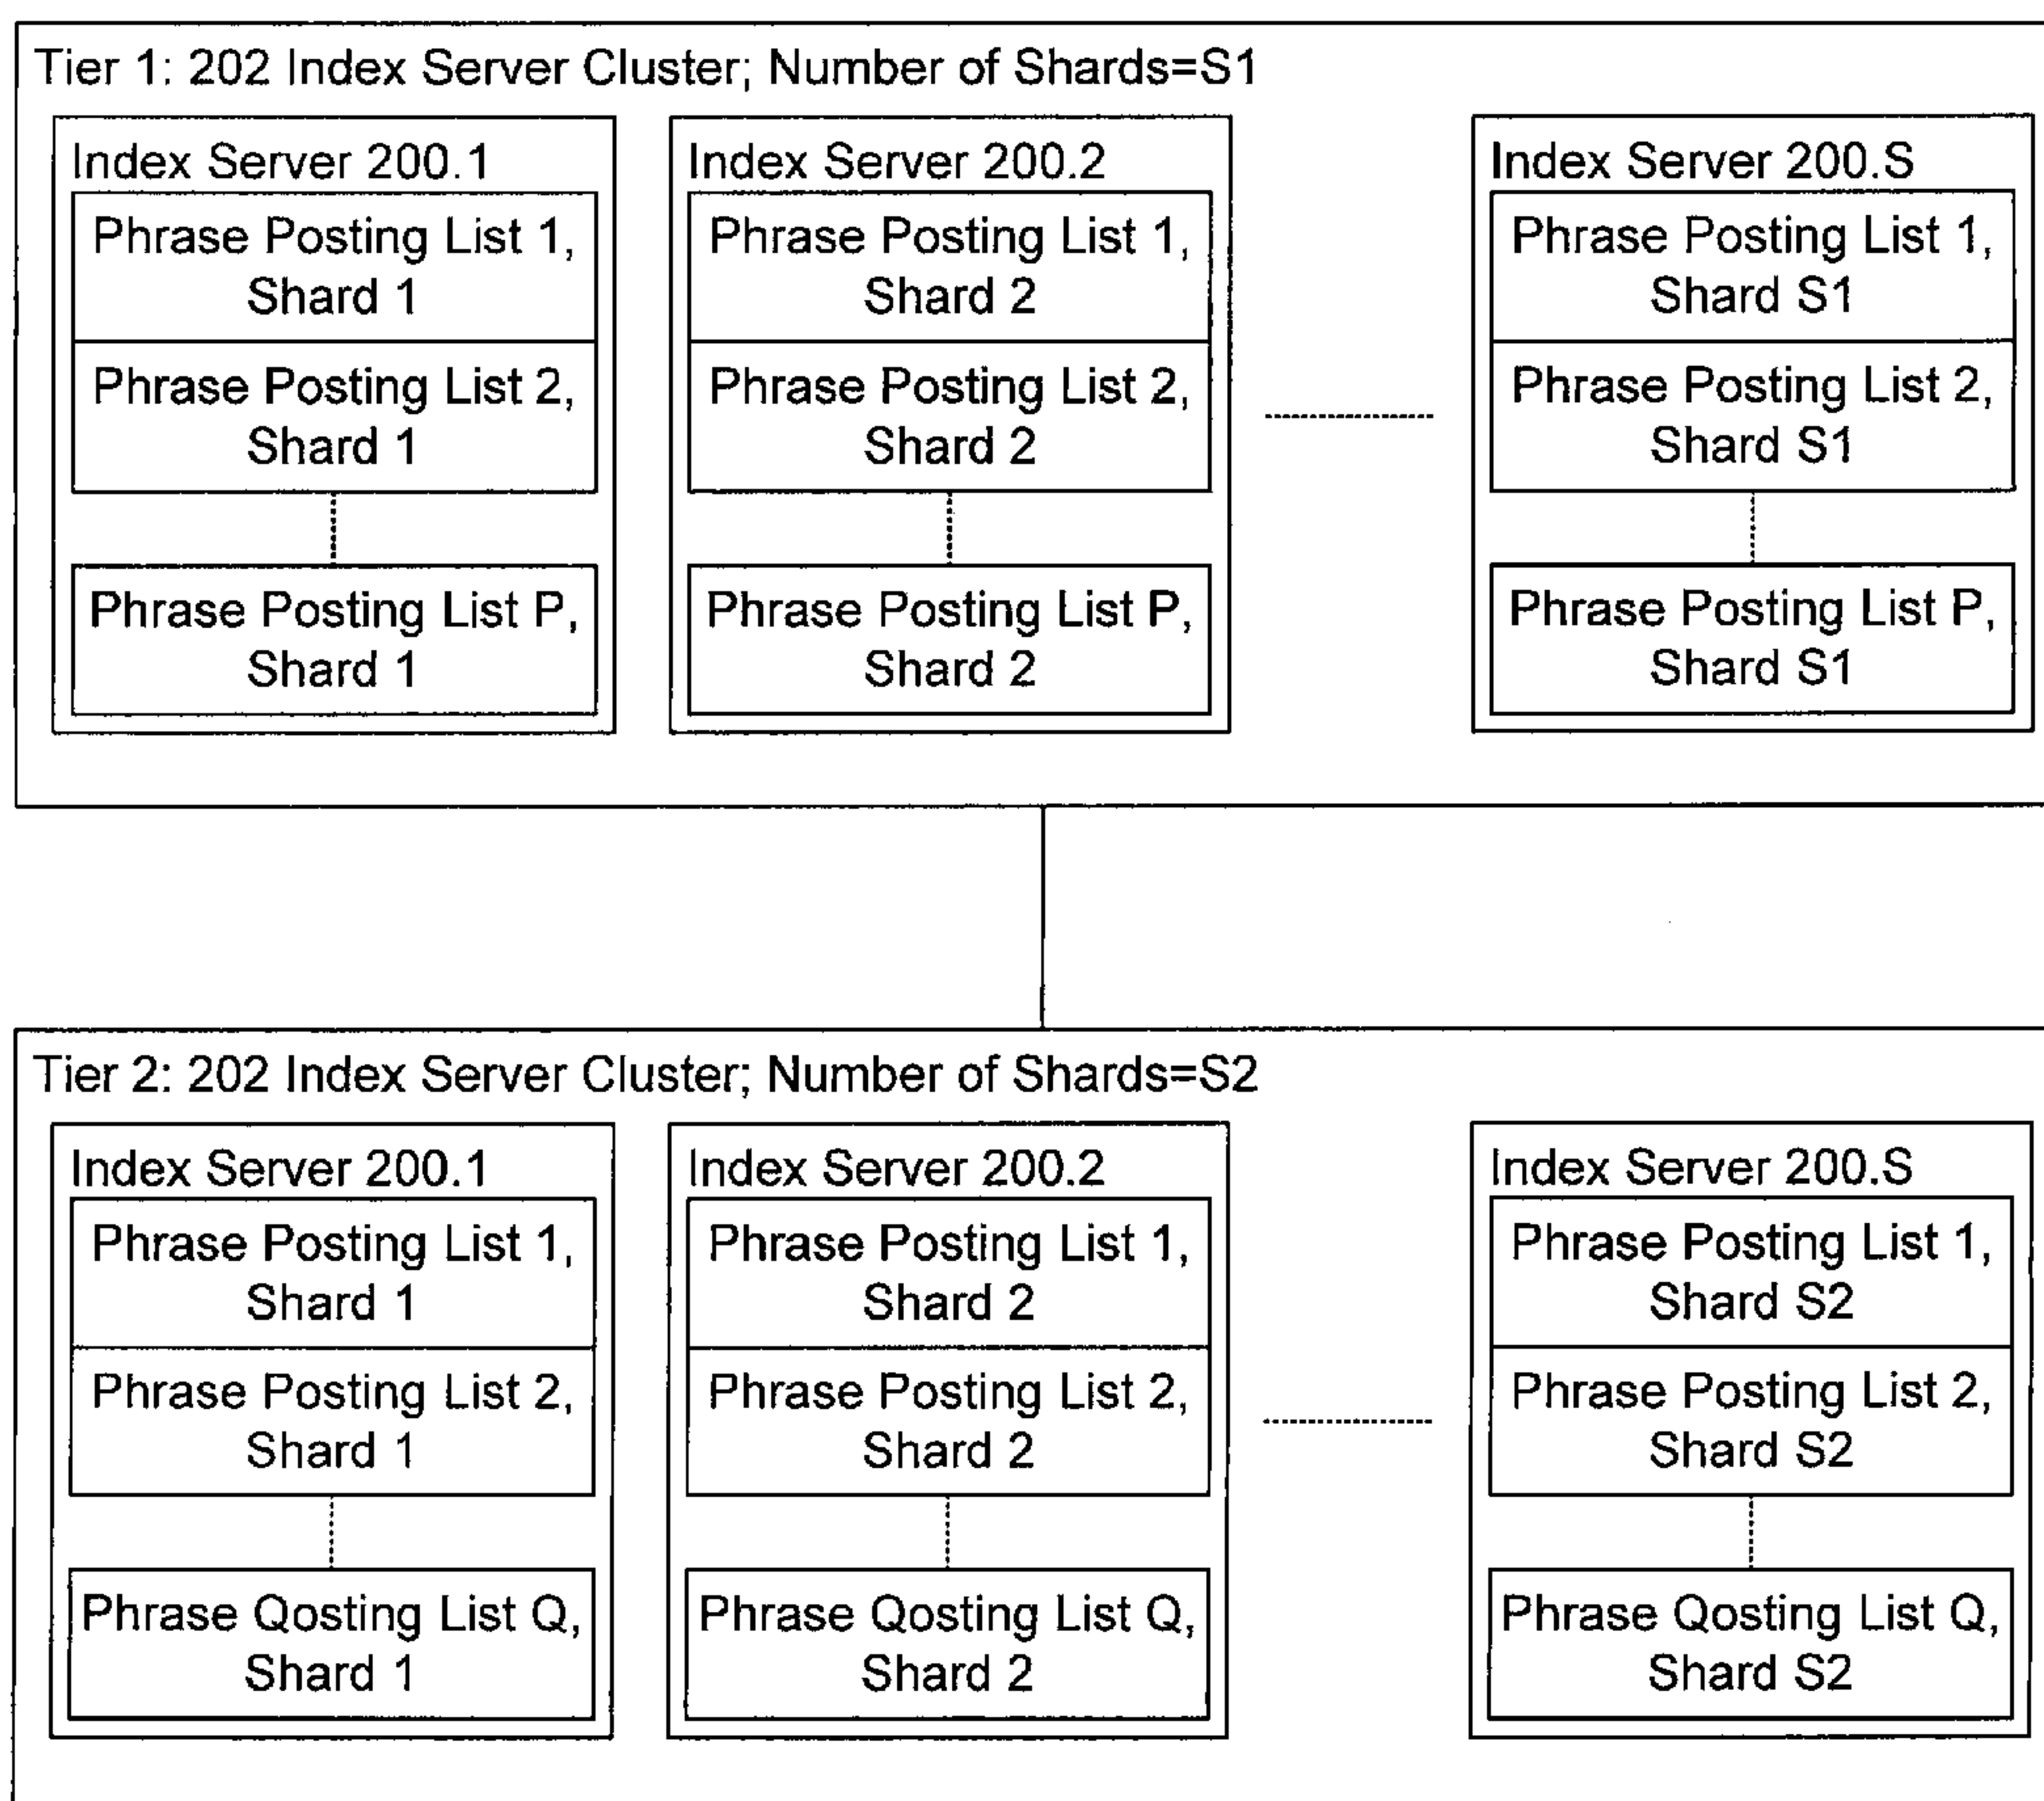 Tier 1: 202 Index Server Cluster; Number of Shards=S1
Index Server 200.1
Phrase Posting List 1,
Shard 1
Phrase Posting List 2,
Shard 1
Phrase Posting List P,
Shard 1
Index Server 200.2
Phrase Posting List 1,
Shard 2
Phrase Posting List 2,
Shard 2
Phrase Posting List P,
Shard 2
Index Server 200.S
Phrase Posting List 1,
Shard S1
Phrase Posting List 2,
Shard S1
Phrase Posting List P,
Shard S1
Tier 2: 202 Index Server Cluster; Number of Shards=S2
Index Server 200.1
Phrase Posting List 1,
Shard 1
Phrase Posting List 2,
Shard 1
Phrase Qosting List Q,
Shard 1
Index Server 200.2
Phrase Posting List 1,
Shard 2
Phrase Posting List 2,
Shard 2
Phrase Qosting List Q,
Shard 2
Index Server 200.S
Phrase Posting List 1,
Shard S2
Phrase Posting List 2,
Shard S2
Phrase Qosting List Q,
Shard S2